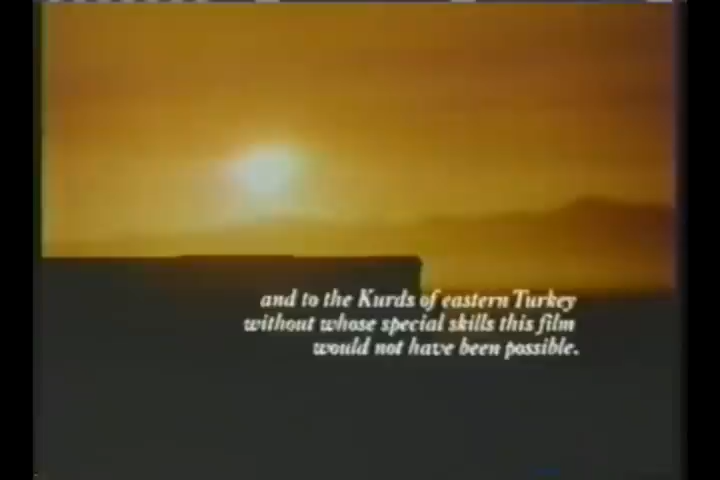 and to the Kurds of eastern Turkey
without whose special skills this film
would not have been possible.